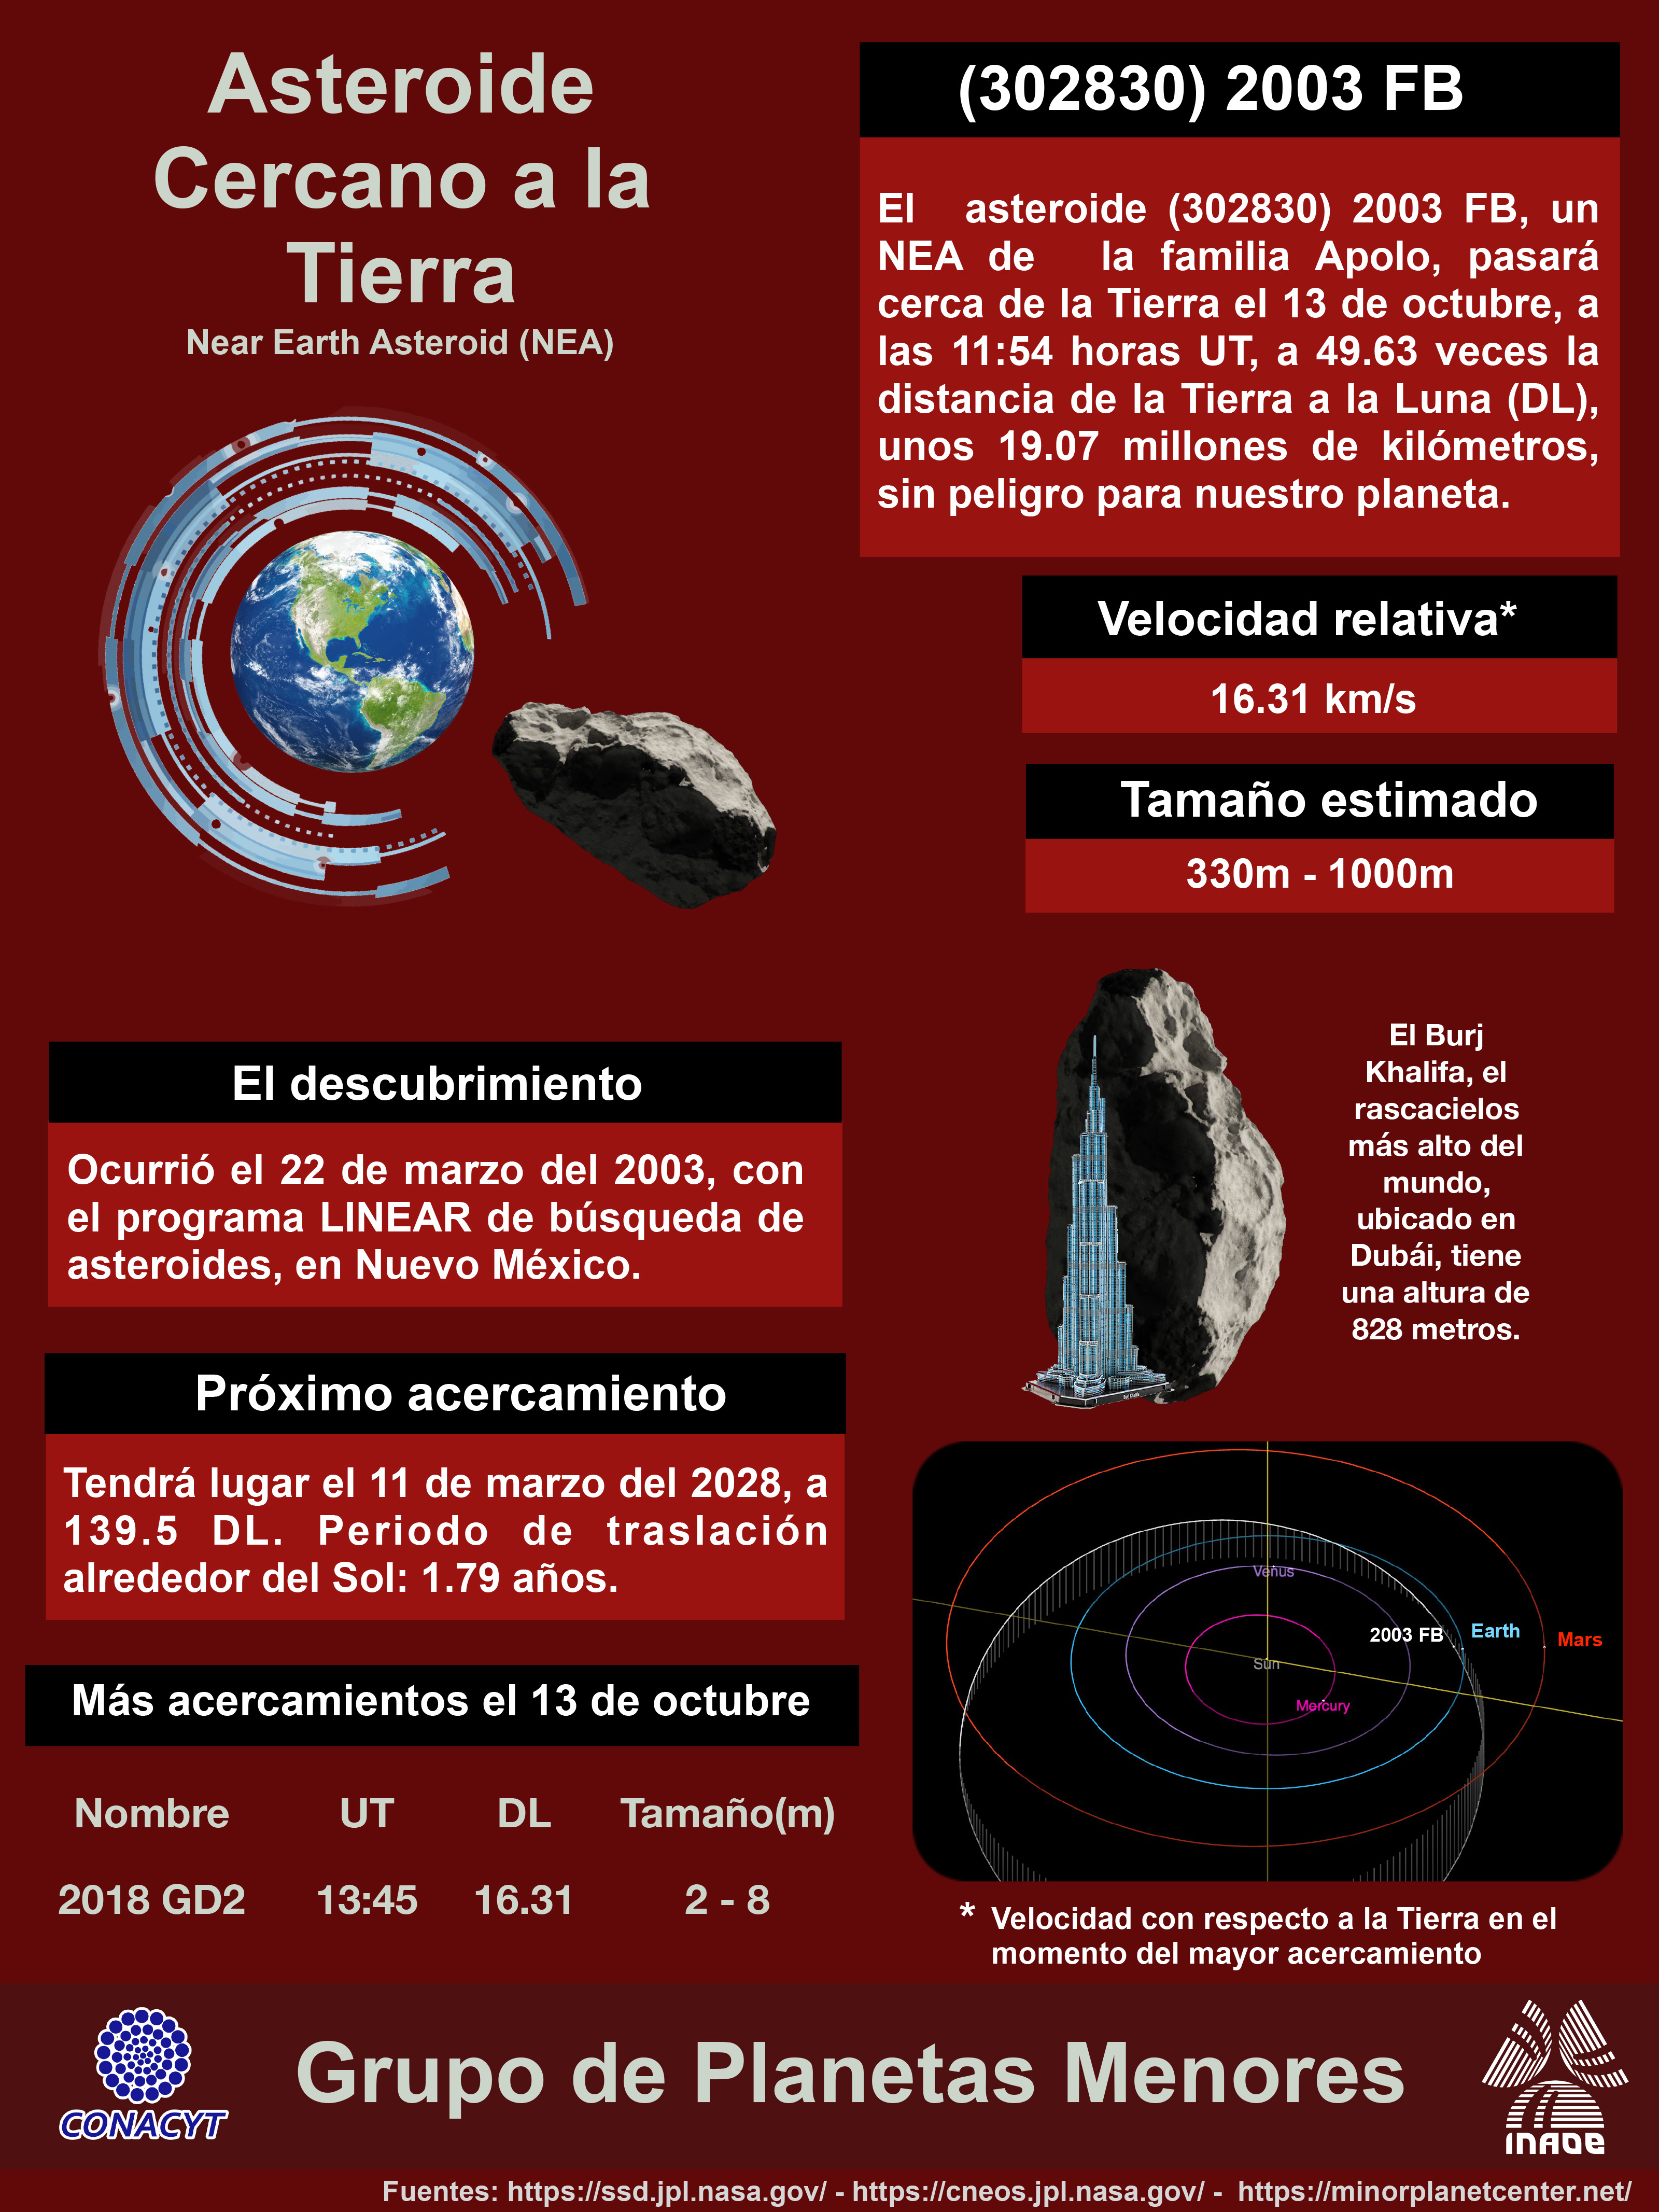 Asteroide
Cercano a la
Tierra
Near Earth Asteroid (NEA)
(302830) 2003 FB
El asteroide (302830) 2003 FB, un
NEA de la familia Apolo, pasará
cerca de la Tierra el 13 de octubre, a
las 11:54 horas UT, a 49.63 veces la
distancia de la Tierra a la Luna (DL),
unos 19.07 millones de kilómetros,
sin peligro para nuestro planeta.
Velocidad relativa*
16.31 km/s
Tamaño estimado
330m - 1000m
El Burj
Khalifa, el
rascacielos
más alto del
mundo,
ubicado en
Dubái, tiene
una altura de
828 metros.
El descubrimiento
Ocurrió el 22 de marzo del 2003, con
el programa LINEAR de búsqueda de
asteroides, en Nuevo México.
Próximo acercamiento
Tendrá lugar el 11 de marzo del 2028, a
139.5 DL. Periodo de traslación
alrededor del Sol: 1.79 años.
Más acercamientos el 13 de octubre
Nombre UT DL Tamaño(m)
2018 GD2 13:45 16.31 2 - 8
Venus
2003 FB
Earth
Mars
Sun
Mercury
* Velocidad con respecto a la Tierra en el
momento del mayor acercamiento
CONACYT
Grupo de Planetas Menores
INAOE
Fuentes: https://ssd.jpl.nasa.gov/ - https://cneos.jpl.nasa.gov/ - https://minorplanetcenter.net/